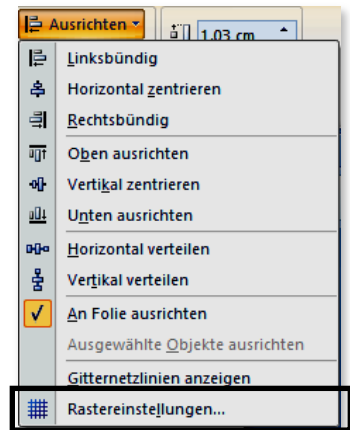 Ausrichten
1,03 cm
Linksbündig
Horizontal zentrieren
Rechtsbündig
Oben ausrichten
Vertikal zentrieren
Unten ausrichten
Horizontal verteilen
Vertikal verteilen
An Folie ausrichten
Ausgewählte Objekte ausrichten
Gitternetzlinien anzeigen
Rastereinstellungen...